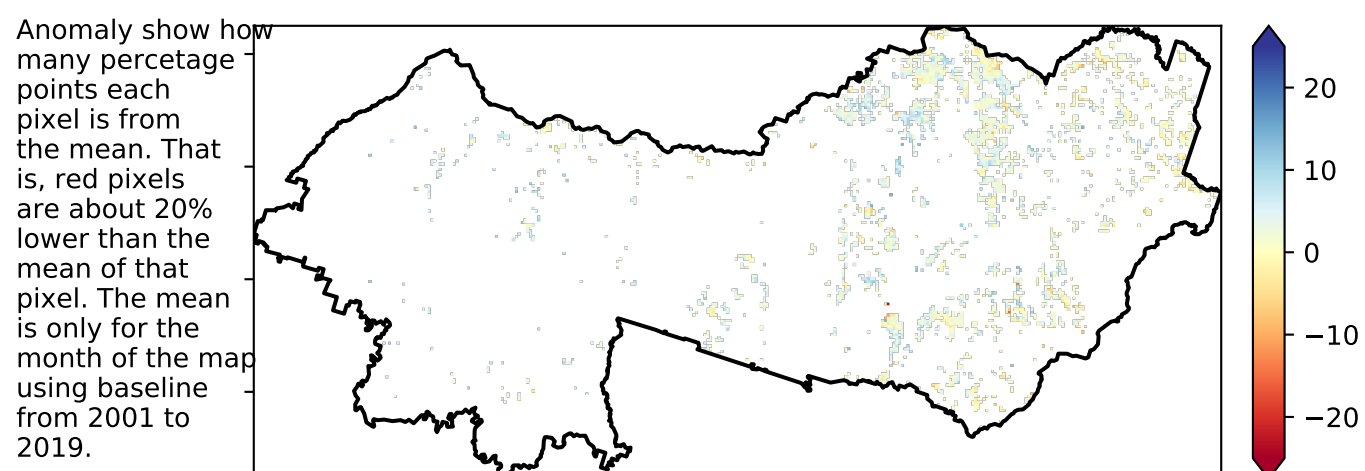 Anomaly show how
many percetage
points each
pixel is from
the mean. That
is, red pixels
are about 20%
lower than the
mean of that
pixel. The mean
is only for the
month of the map
using baseline
from 2001 to
2019.
20
10
0
−10
−20